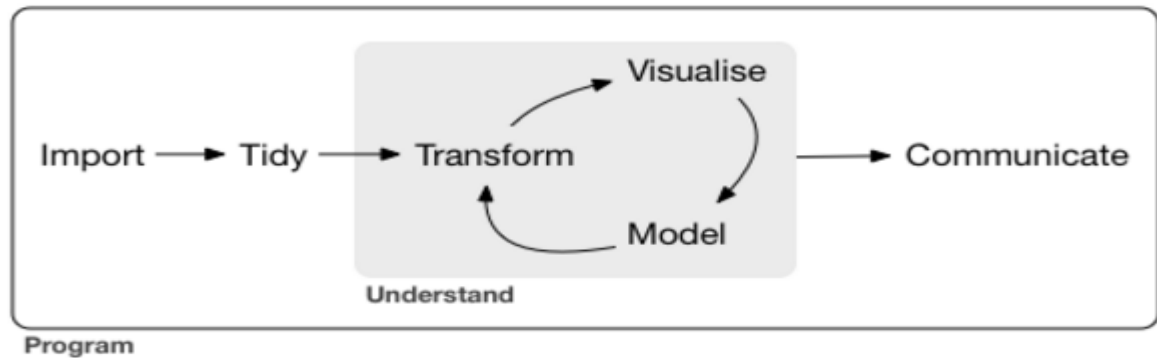 Visualise
Import Tidy Transform Communicate
Model
Understand
Program